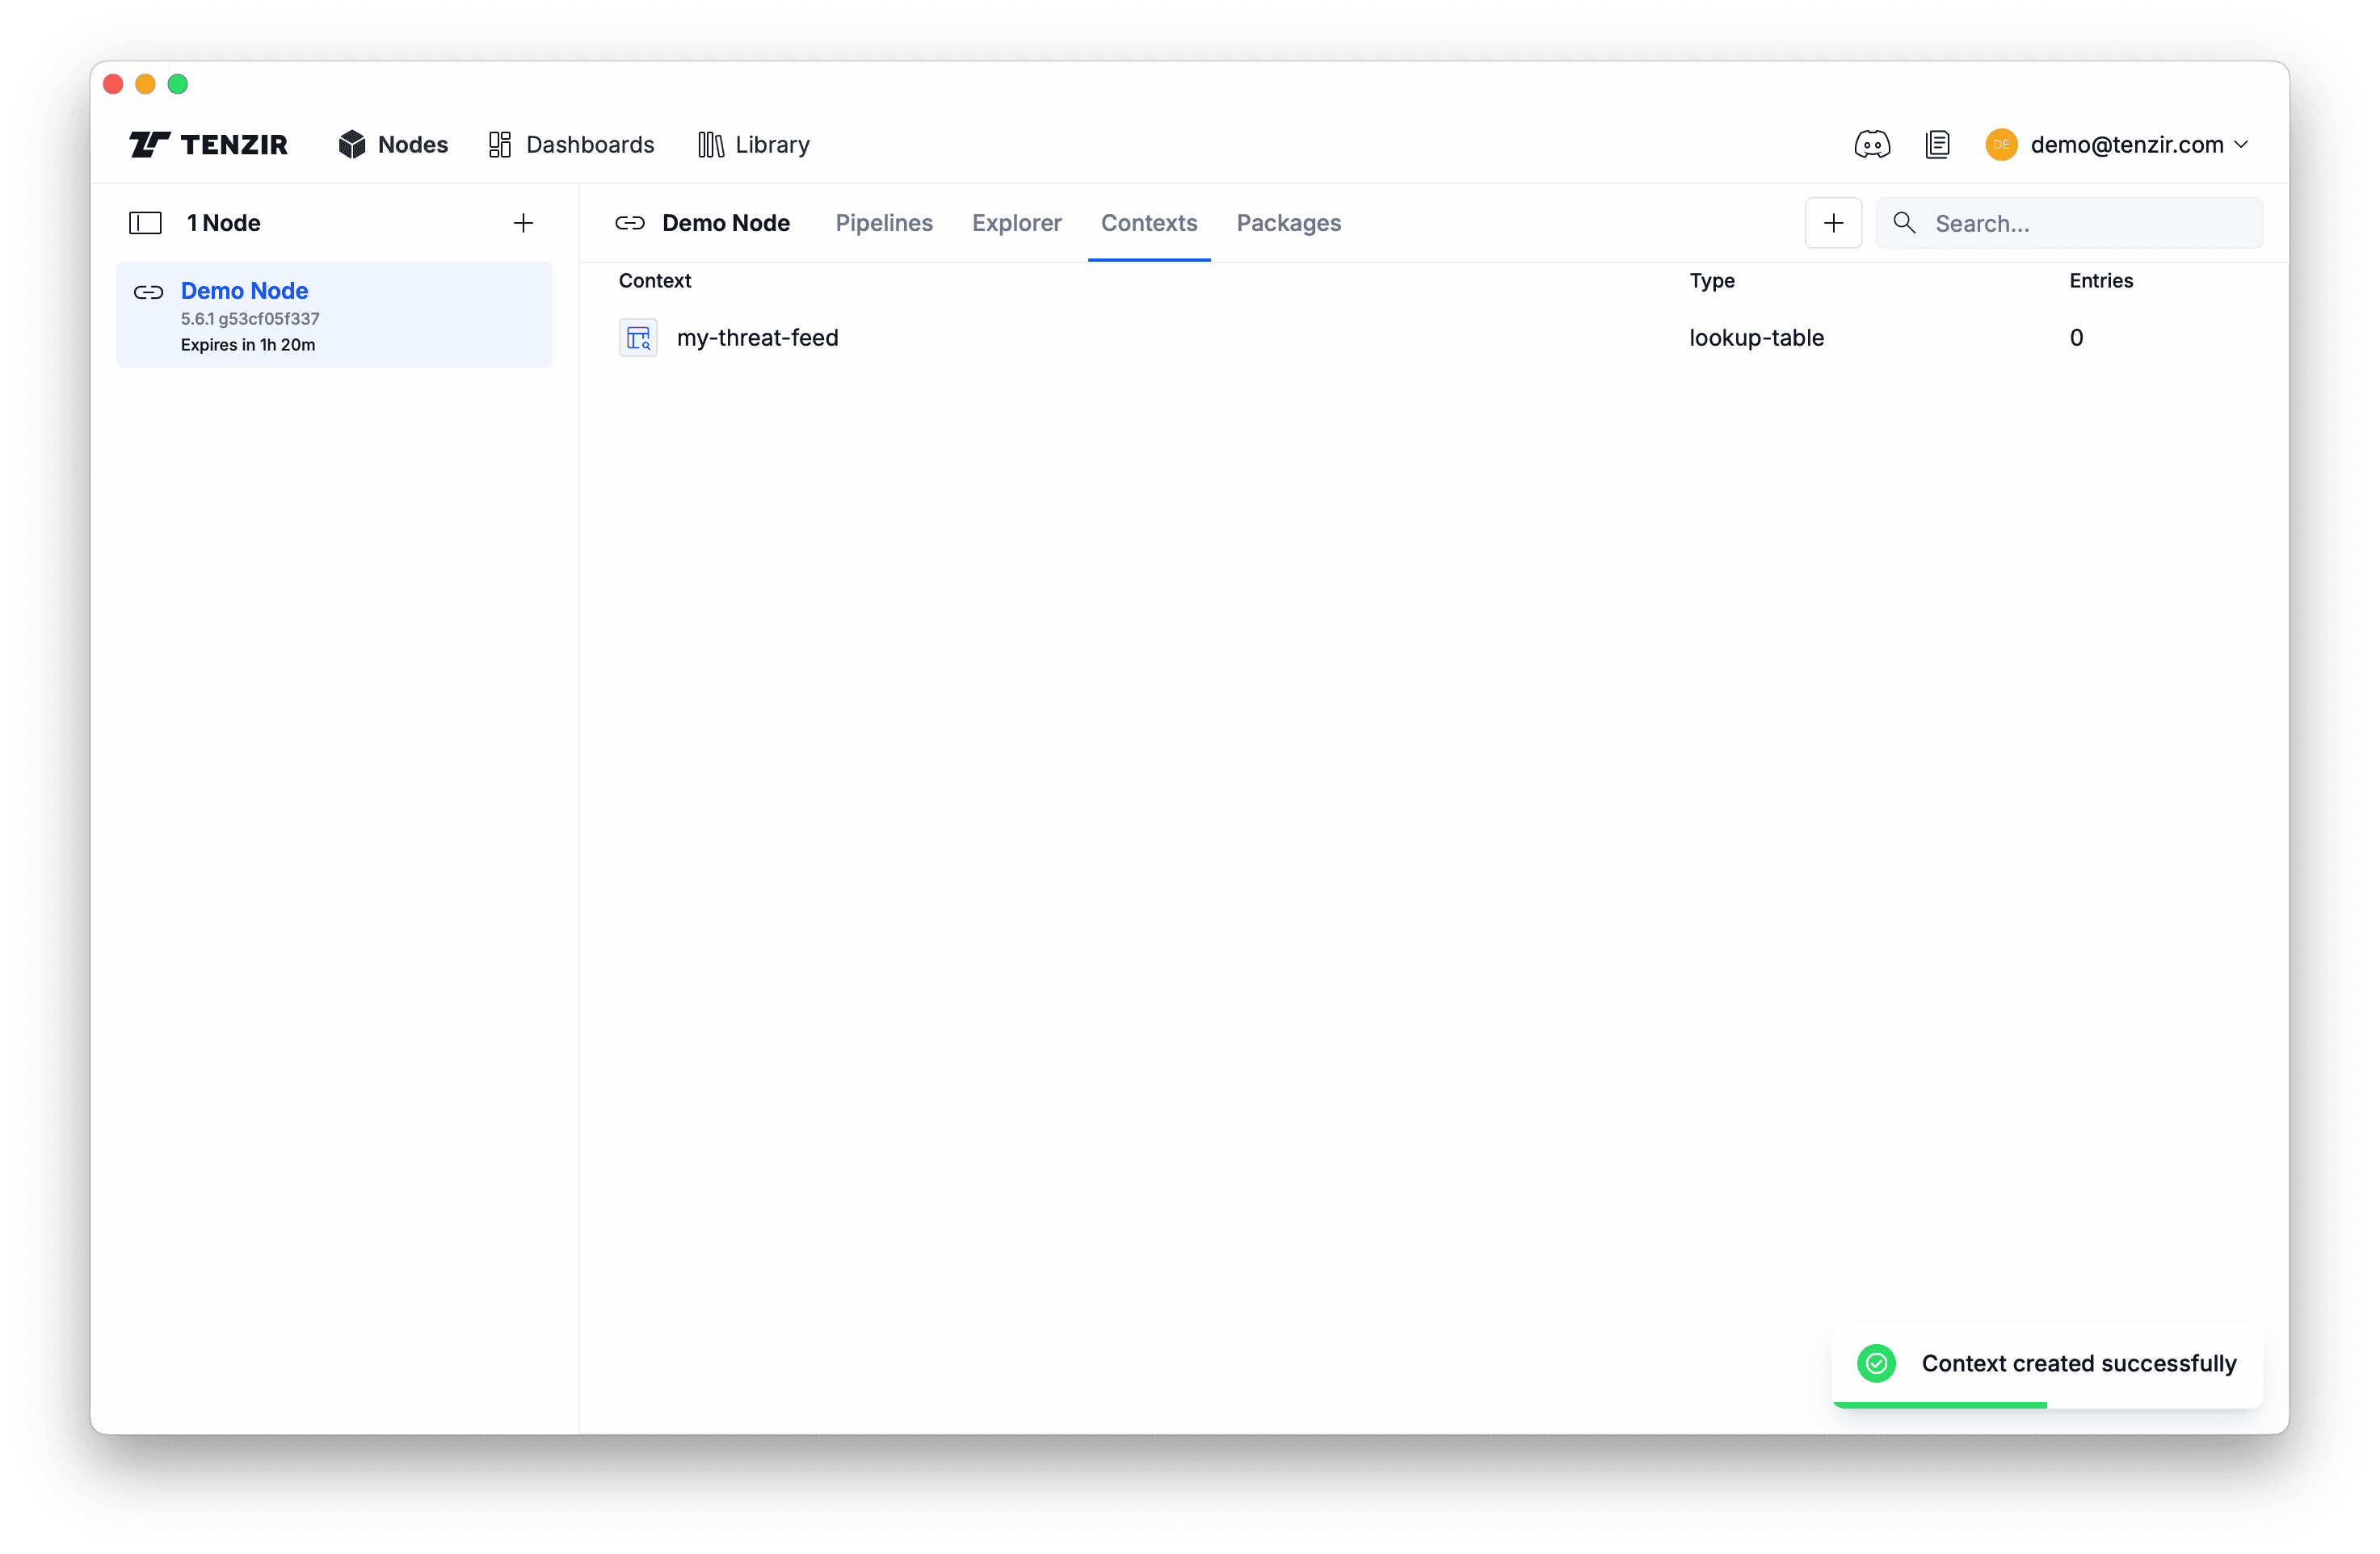 TENZIR Nodes Dashboards Library DE demo@tenzir.com
1 Node
Demo Node
5.6.1 g53cf05f337
Expires in 1h 20m
Demo Node Pipelines Explorer Contexts Packages Search...
Context Type Entries
my-threat-feed lookup-table 0
Context created successfully